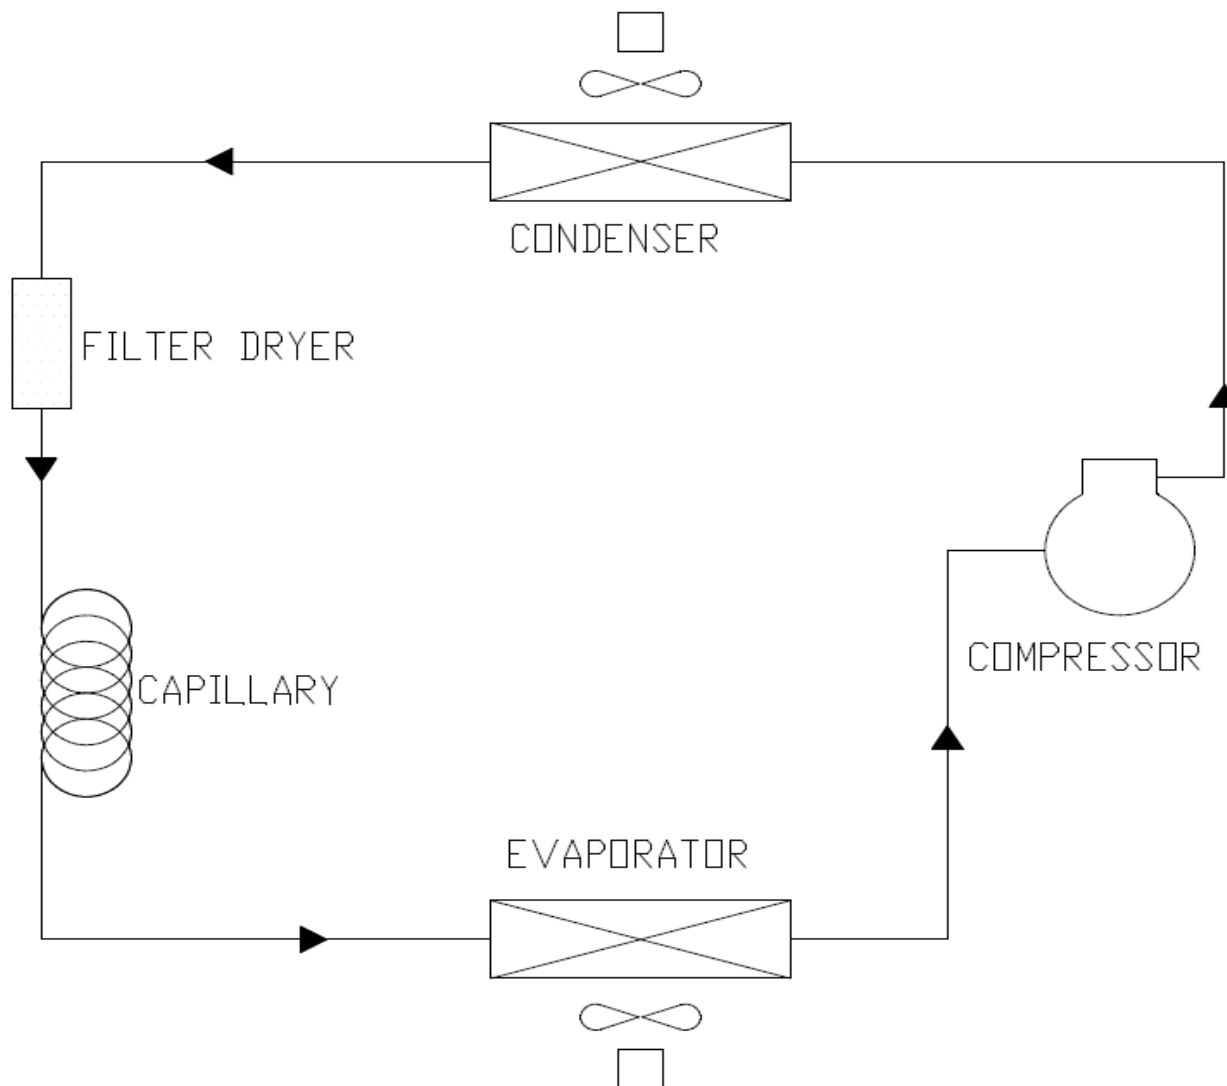 CONDENSER
FILTER DRYER
COMPRESSOR
CAPILLARY
EVAPORATOR